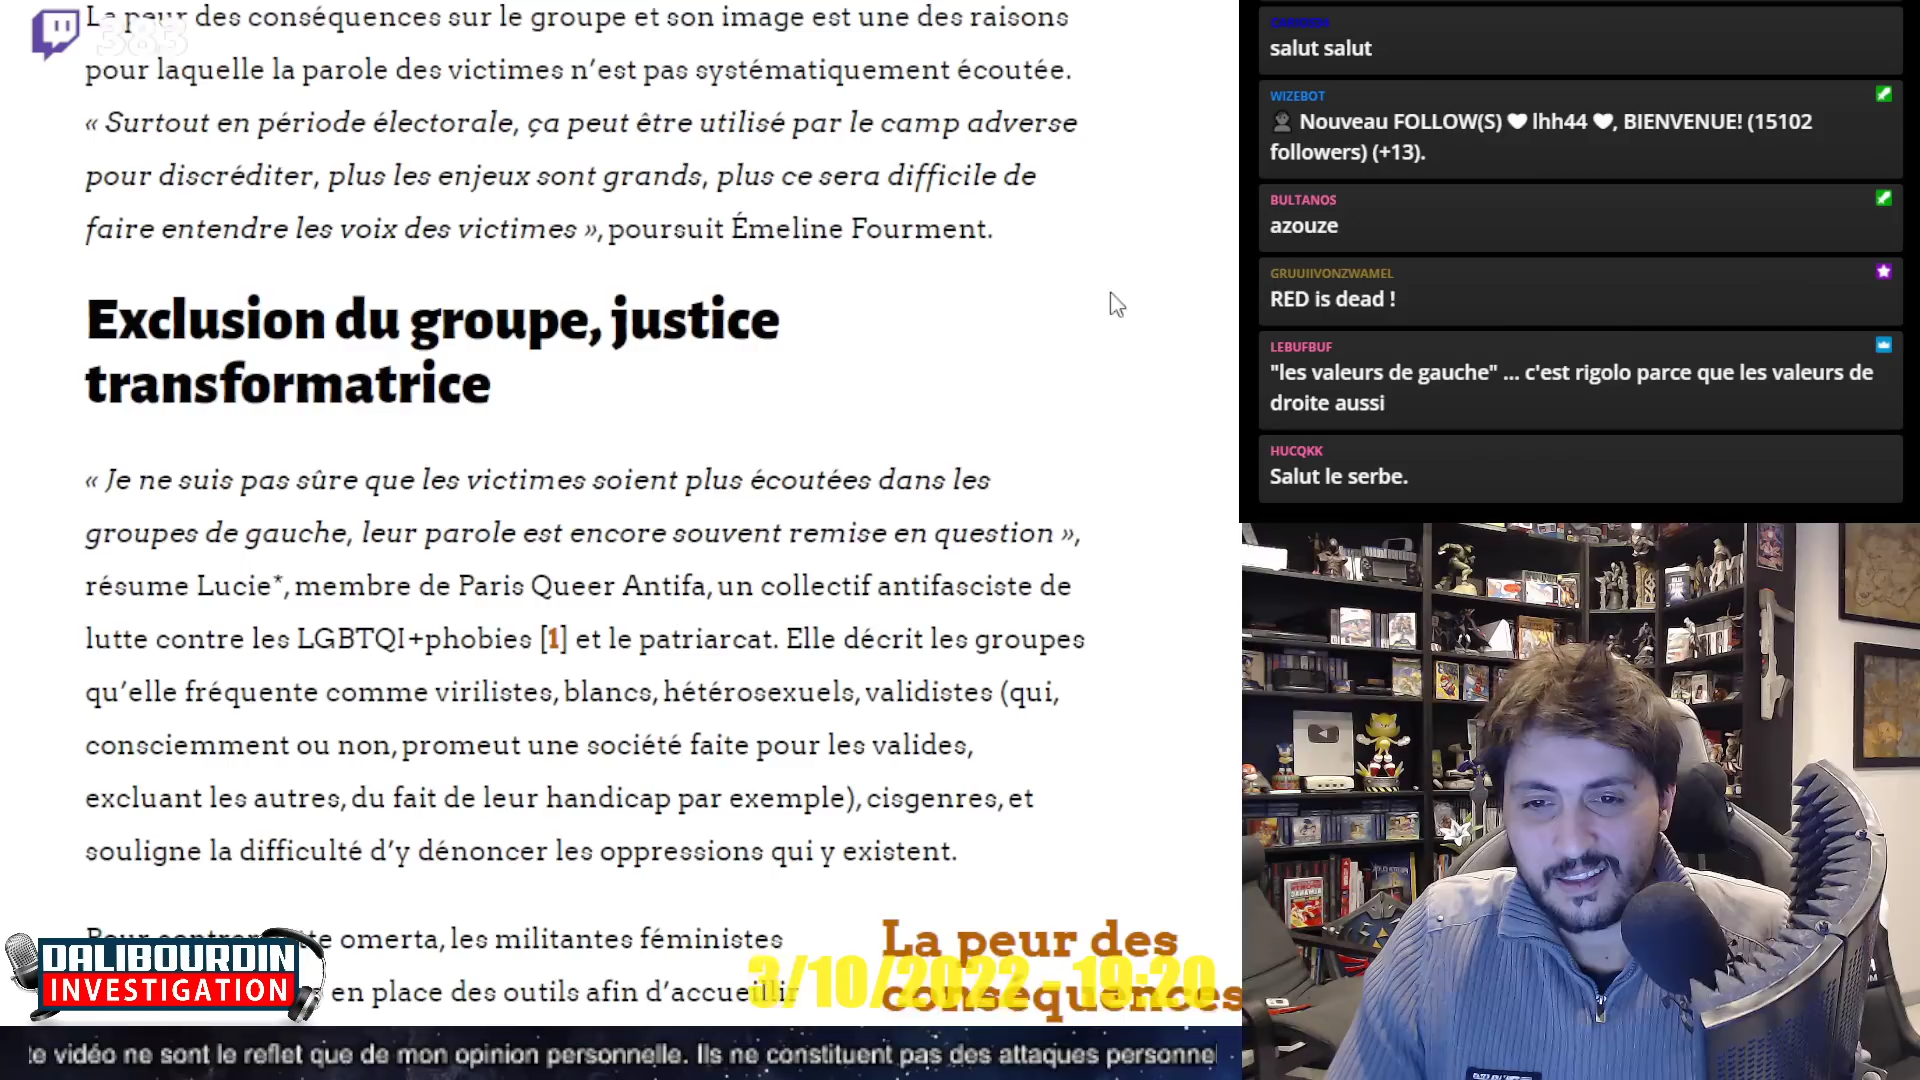 383
La peur des conséquences sur le groupe et son image est une des raisons
pour laquelle la parole des victimes n’est pas systématiquement écoutée.
« Surtout en période électorale, ça peut être utilisé par le camp adverse
pour discréditer, plus les enjeux sont grands, plus ce sera difficile de
faire entendre les voix des victimes », poursuit Émeline Fourment.
Exclusion du groupe, justice
transformatrice
« Je ne suis pas sûre que les victimes soient plus écoutées dans les
groupes de gauche, leur parole est encore souvent remise en question »,
résume Lucie*, membre de Paris Queer Antifa, un collectif antifasciste de
lutte contre les LGBTQI+phobies [1] et le patriarcat. Elle décrit les groupes
qu’elle fréquente comme virilistes, blancs, hétérosexuels, validistes (qui,
consciemment ou non, promeut une société faite pour les valides,
excluant les autres, du fait de leur handicap par exemple), cisgenres, et
souligne la difficulté d’y dénoncer les oppressions qui y existent.
Pour omerta, les militantes féministes
en place des outils afin d’accueillir
La peur des
conséquences
3/10/2022 - 19:20
DALIBOURDIN
INVESTIGATION
te vidéo ne sont le reflet que de mon opinion personnelle. Ils ne constituent pas des attaques personnel
salut salut
WIZEBOT
Nouveau FOLLOW(S) ❤ lhh44 ❤, BIENVENUE! (15102
followers) (+13).
BULTANOS
azouze
GRUUIIVONZWAMEL
RED is dead !
LEBUFBUF
"les valeurs de gauche" ... c'est rigolo parce que les valeurs de
droite aussi
HUCQKK
Salut le serbe.